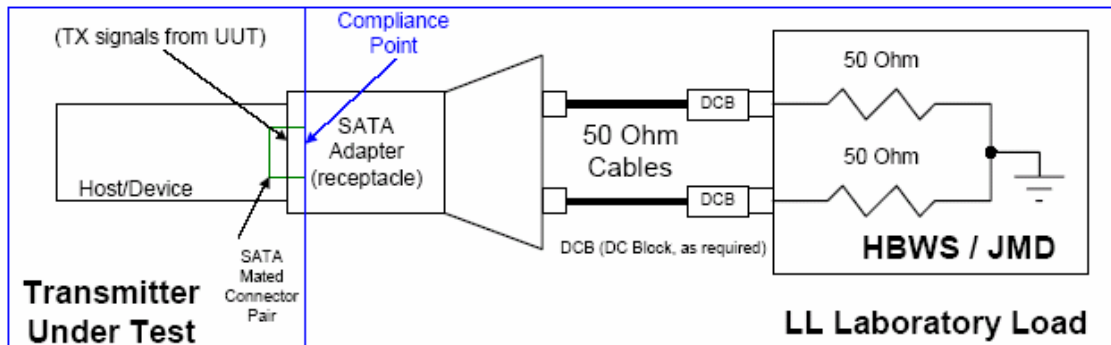 (TX signals from UUT)
Compliance
Point
SATA
Adapter
(receptacle)
Host/Device
SATA
Mated
Connector
Pair
Transmitter
Under Test
DCB
50 Ohm
Cables
DCB
DCB (DC Block, as required)
50 Ohm
50 Ohm
HBWS / JMD
LL Laboratory Load